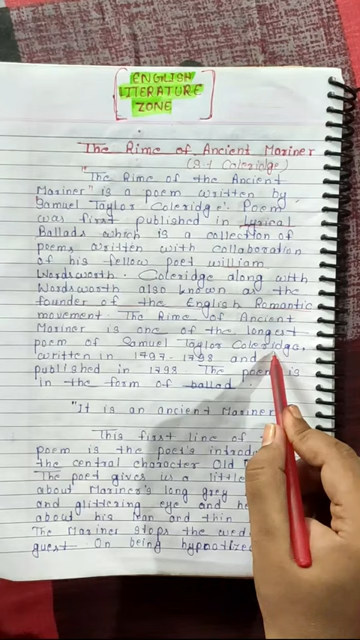 ENGLISH
LITERATURE
ZONE
The Rime of Ancient Mariner
(S.T Coleridge)
"The Rime of the Ancient
Mariner" is a poem written by
Samuel Taylor Coleridge. Poem
was first published in Lyrical
Ballads which is a collection of
poems written with collaboration
of his fellow poet william
Wordsworth. Coleridge along with
Wordsworth also known as the
founder of the English Romantic
movement. The Rime of Ancient
Mariner is one of the longest
poem of Samuel Taylor Coleridge.
written in 1797-1798 and
published in 1798 The poem is
in the form of ballad.
"It is an ancient Mariner
This first line of
poem is the poet's
the central character Old
The poet gives us a little
about Mariner's long grey
and glittering eye and
about his and thin
The Mariner stops the
guest On being